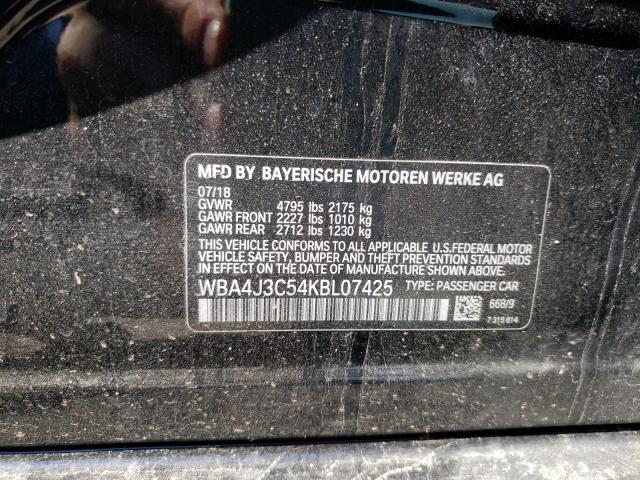 MFD BY BAYERISCHE MOTOREN WERKE AG
07/18
GVWR 4795 lbs 2175 kg
GAWR FRONT 2227 lbs 1010 kg
GAWR REAR 2712 lbs 1230 kg
THIS VEHICLE CONFORMS TO ALL APPLICABLE U.S.FEDERAL MOTOR
VEHICLE SAFETY, BUMPER AND THEFT PREVENTION STANDARDS
IN EFFECT ON THE DATE OF MANUFACTURE SHOWN ABOVE.
WBA4J3C54KBL07425 TYPE: PASSENGER CAR
668/9
7 315 814